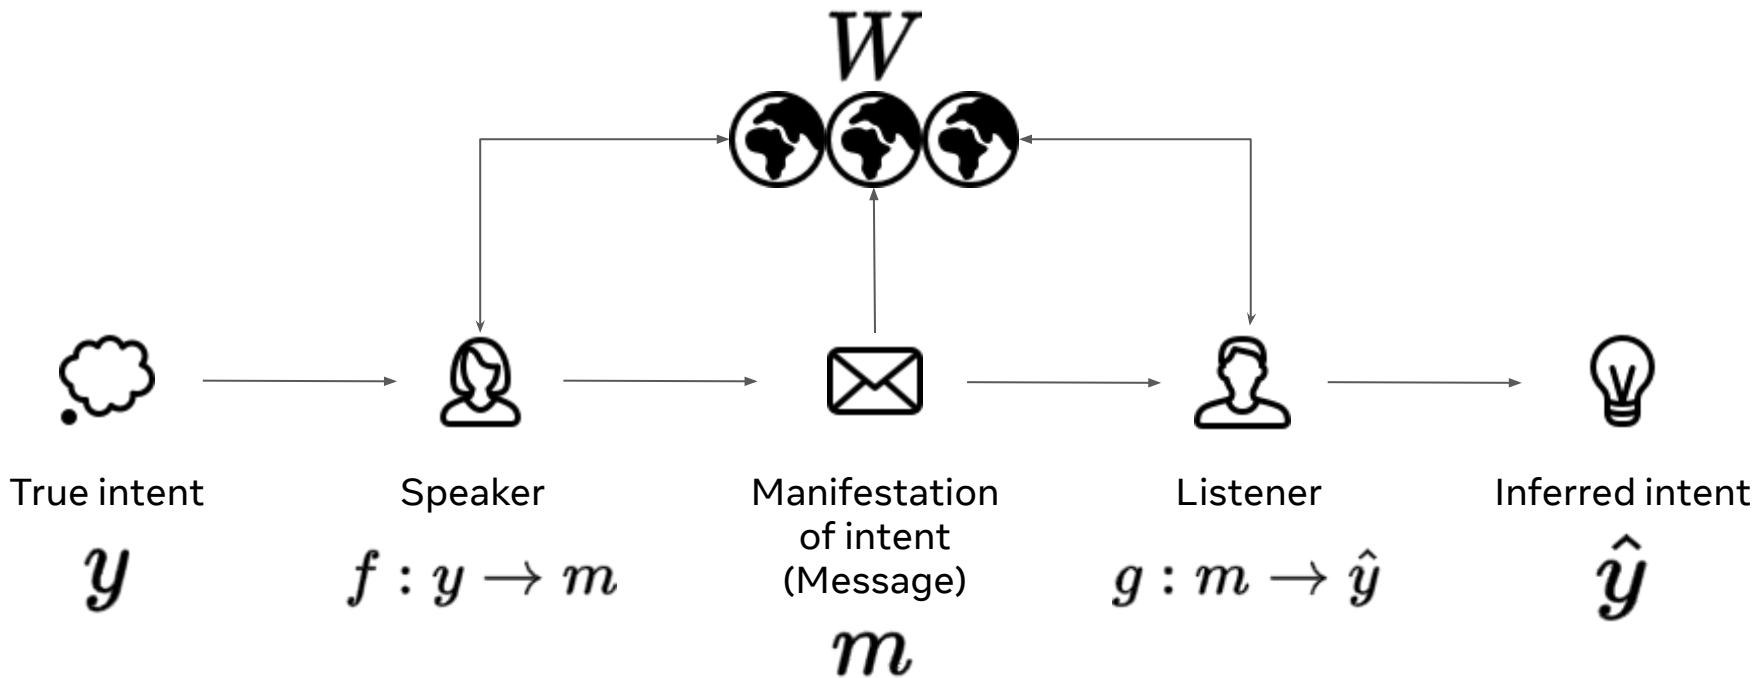 W
True intent
Speaker
Manifestation
of intent
(Message)
Listener
Inferred intent
y
f : y → m
m
g : m → ŷ
ŷ